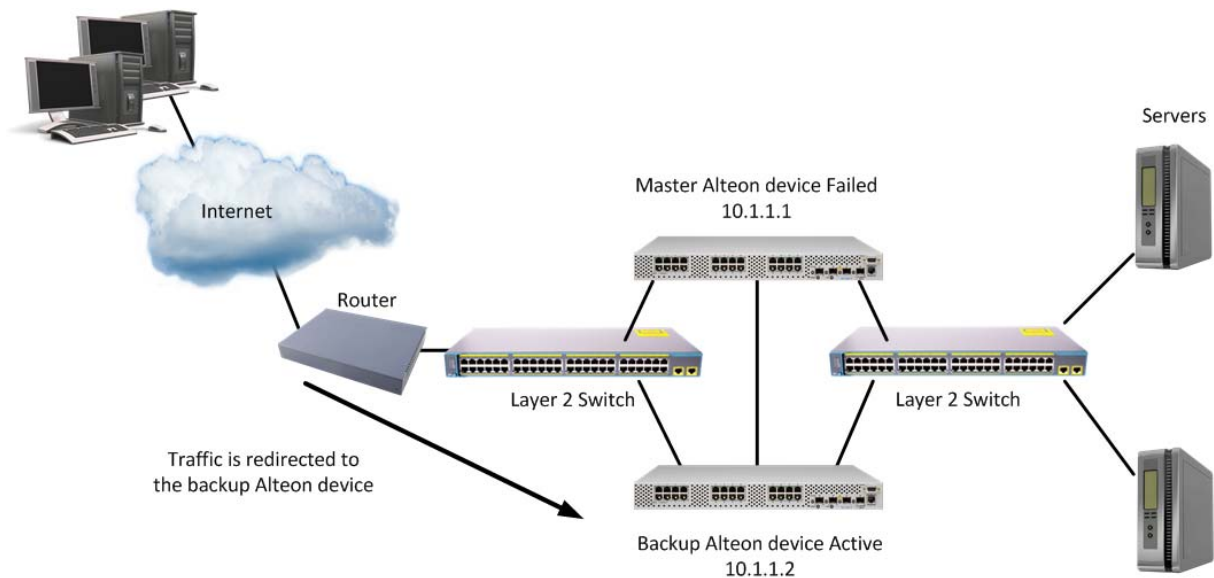 Servers
Master Alteon device Failed
10.1.1.1
Internet
Router
Layer 2 Switch
Layer 2 Switch
Traffic is redirected to
the backup Alteon device
Backup Alteon device Active
10.1.1.2